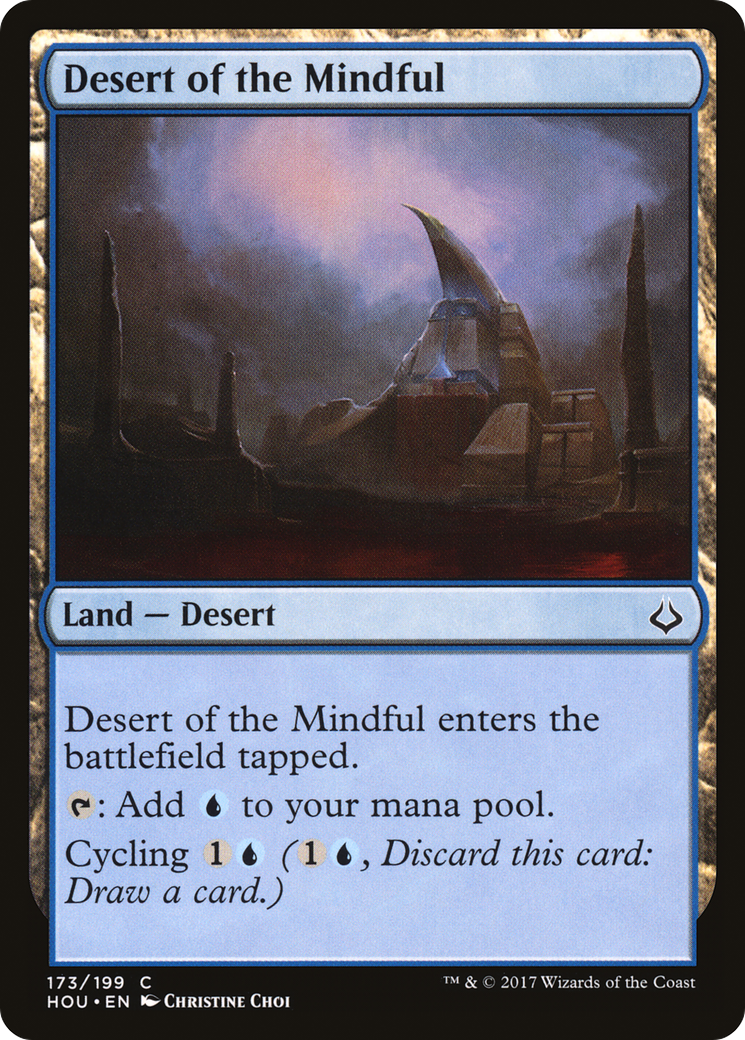 Desert of the Mindful
Land — Desert
Desert of the Mindful enters the
battlefield tapped.
: Add to your mana pool.
Cycling 1 (1 , Discard this card:
Draw a card.)
173/199 C
™ & © 2017 Wizards of the Coast
HOU • EN Christine Choi